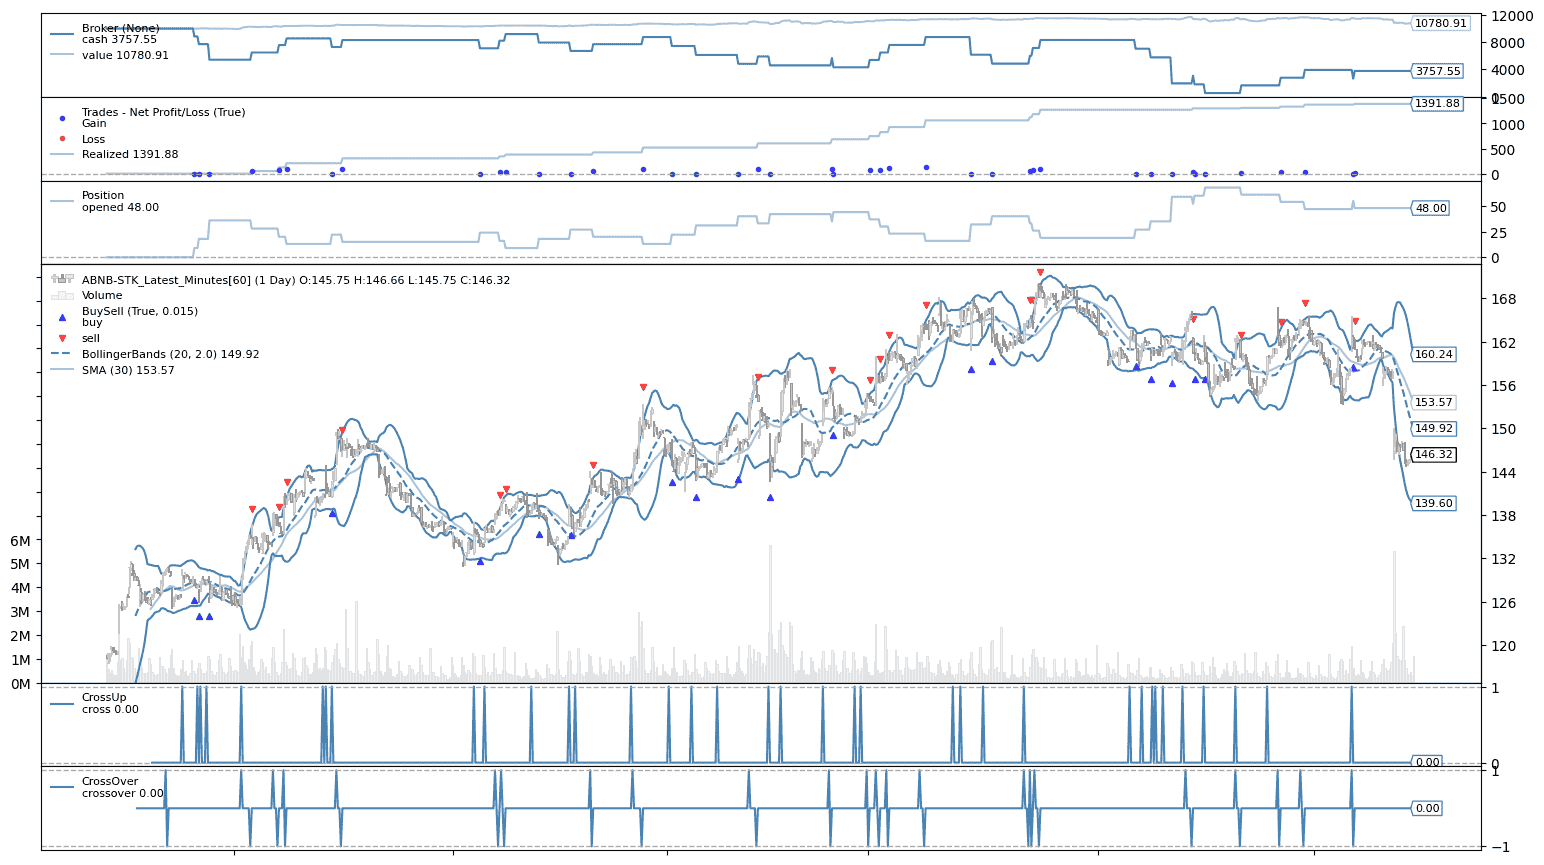 Broker (None)
cash 3757.55
value 10780.91
10780.91
3757.55
12000
8000
4000
0
Trades - Net Profit/Loss (True)
Gain
Loss
Realized 1391.88
1391.88
1500
1000
500
0
Position
opened 48.00
48.00
50
25
0
ABNB-STK_Latest_Minutes[60] (1 Day) O:145.75 H:146.66 L:145.75 C:146.32
Volume
BuySell (True, 0.015)
buy
sell
BollingerBands (20, 2.0) 149.92
SMA (30) 153.57
168
162
160.24
156
153.57
150
149.92
146.32
144
139.60
138
132
126
120
6M
5M
4M
3M
2M
1M
0M
CrossUp
cross 0.00
1
0.00
0
CrossOver
crossover 0.00
1
0.00
−1